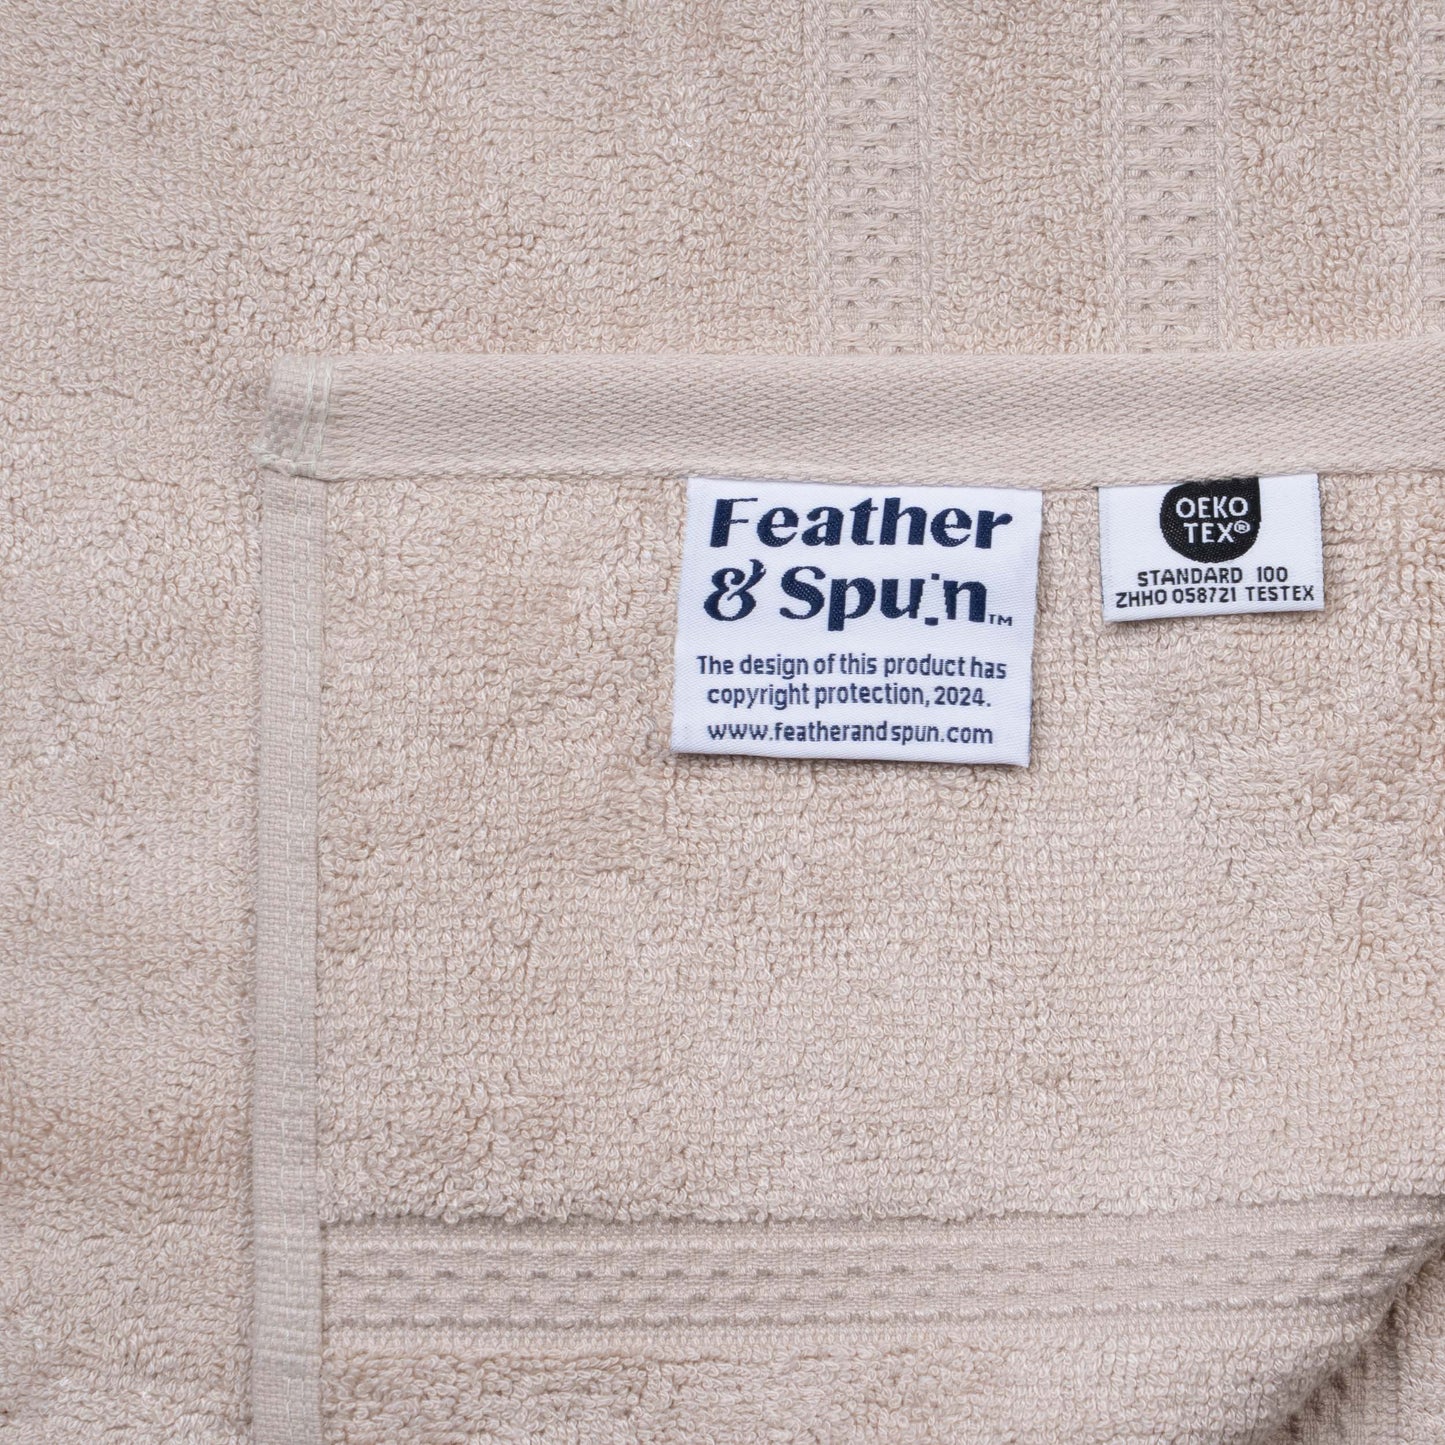 Feather
& Spun™
The design of this product has
copyright protection, 2024.
www.featherandspun.com
OEKO
TEX®
STANDARD 100
ZHHO 058721 TESTEX